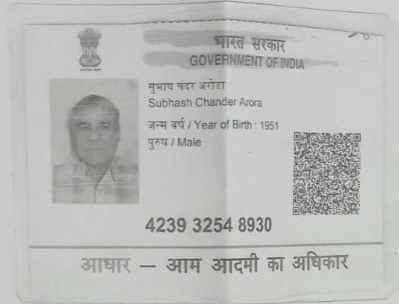 भारत सरकार
GOVERNMENT OF INDIA
सुभाष चंदर अरोडा
Subhash Chander Arora
जन्म वर्ष / Year of Birth : 1951
पुरुष / Male
4239 3254 8930
आधार — आम आदमी का अधिकार